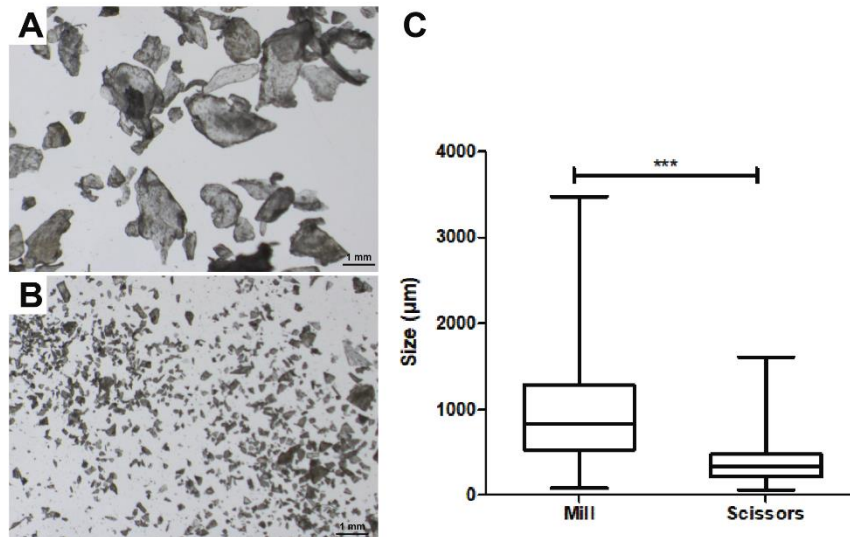 A
1 mm
B
1 mm
C
4000
3000
2000
1000
0
Size (µm)
***
Mill
Scissors